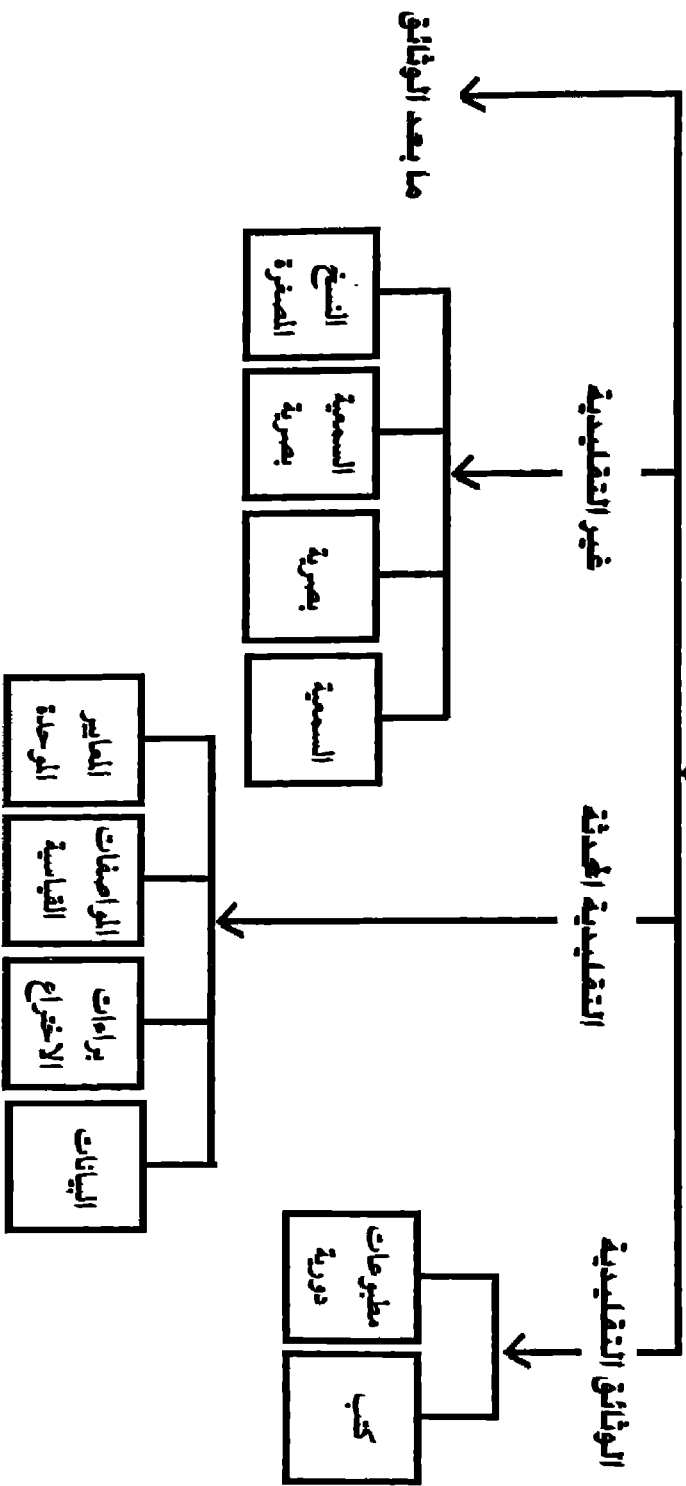 الوثائق التقليدية
كتب
مطبوعات
دورية
التقليدية المحدثة
البيانات
براءات
الاختراع
المواصفات
القياسية
المعايير
الموحدة
غير التقليدية
السمعية
بصرية
السمعية
بصرية
النسخ
المصغرة
ما بعد الوثائق